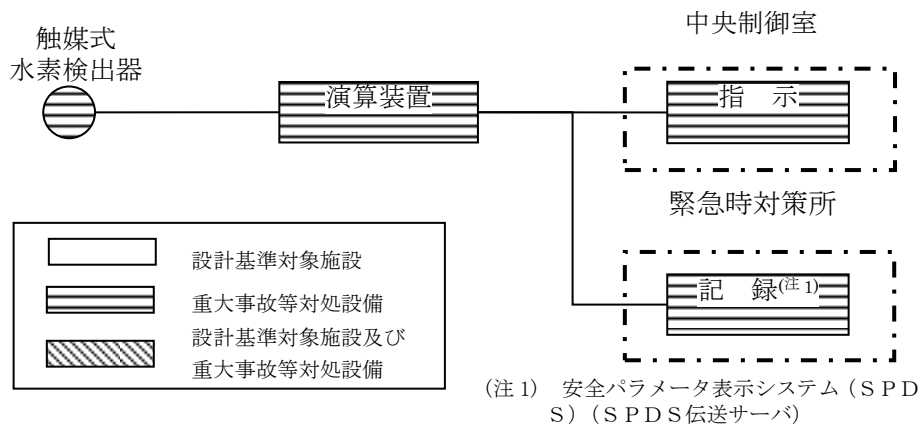 中央制御室
触媒式
水素検出器
演算装置
指　示
緊急時対策所
記　録(注1)
設計基準対象施設
重大事故等対処設備
設計基準対象施設及び
重大事故等対処設備
(注1)　安全パラメータ表示システム（ＳＰＤ
Ｓ）（ＳＰＤＳ伝送サーバ）